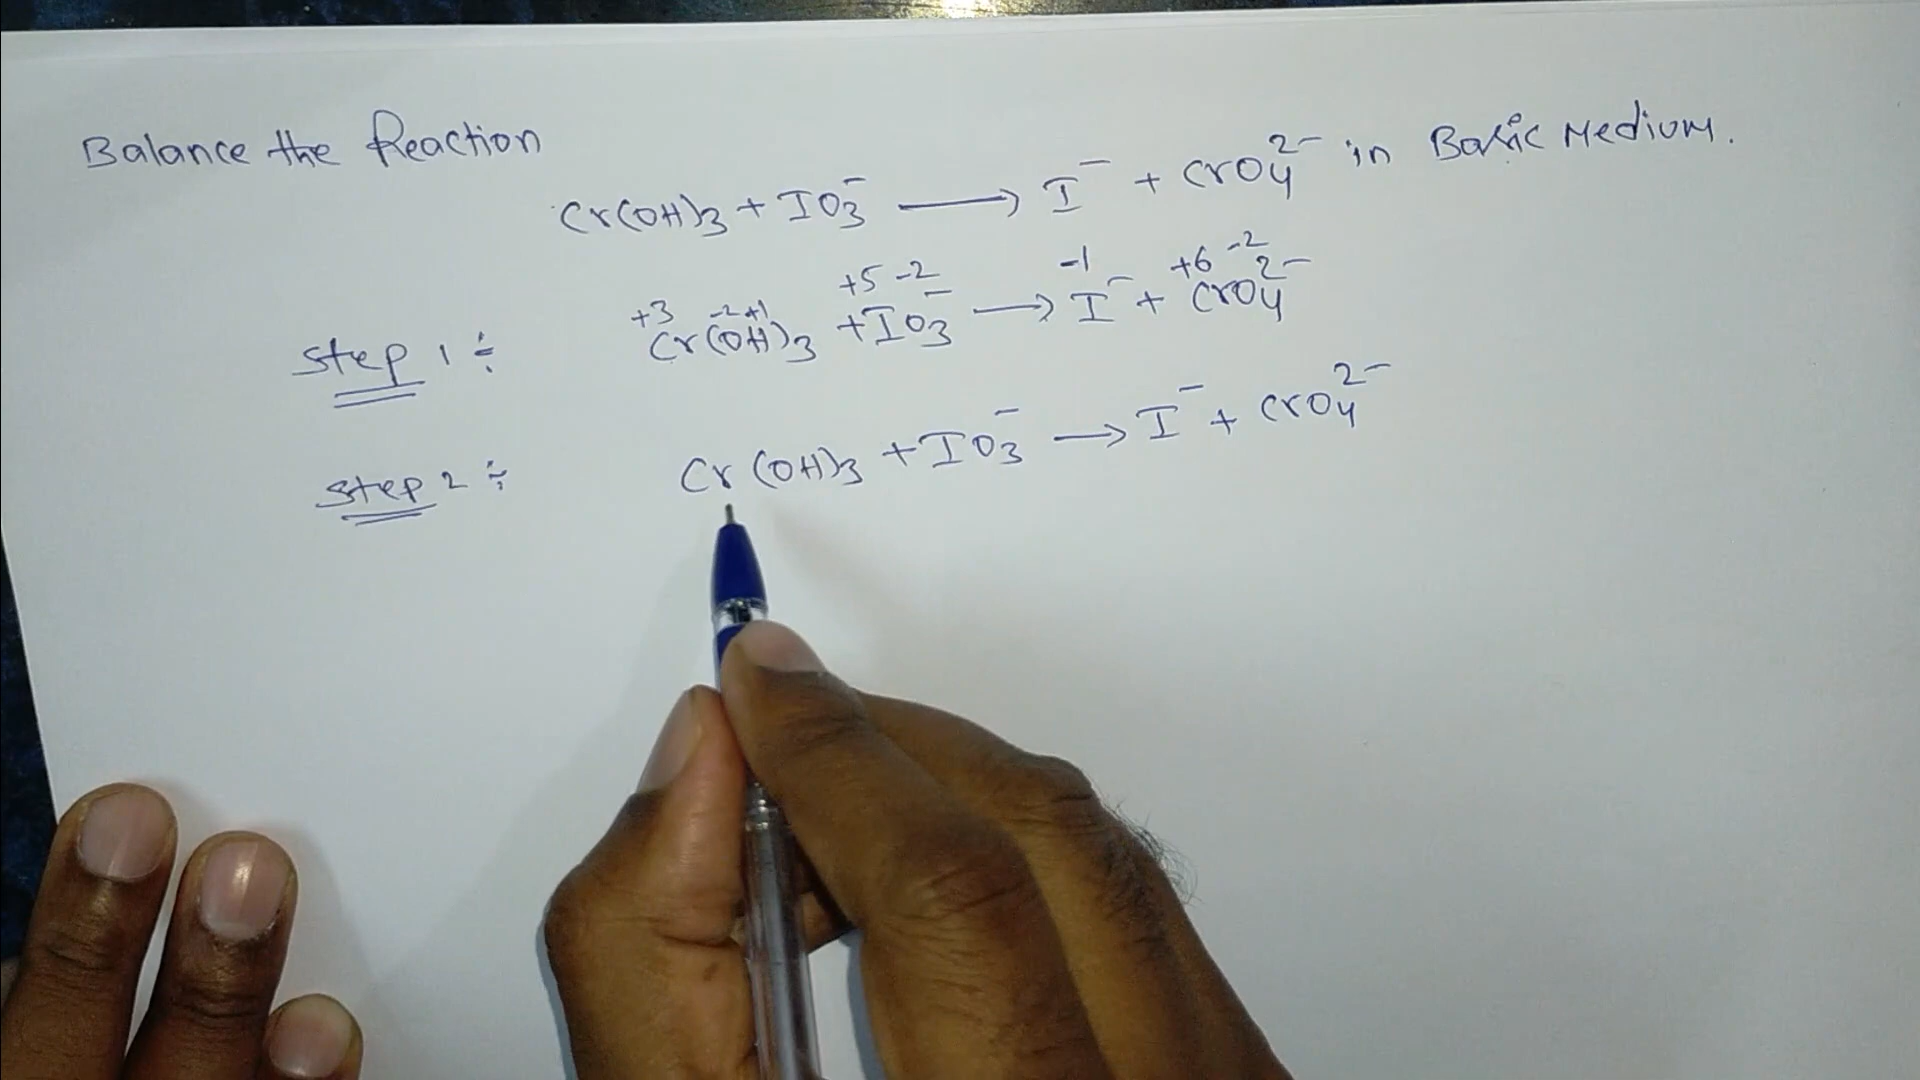 Balance the Reaction
Cr(OH)3 + IO3⁻ ⟶ I⁻ + CrO4²⁻ in Basic Medium.
+3 -2 +1 +5 -2 -1 +6 -2
Step 1 ÷ Cr(OH)3 + IO3⁻ ⟶ I⁻ + CrO4²⁻
Step 2 ÷ Cr(OH)3 + IO3⁻ ⟶ I⁻ + CrO4²⁻